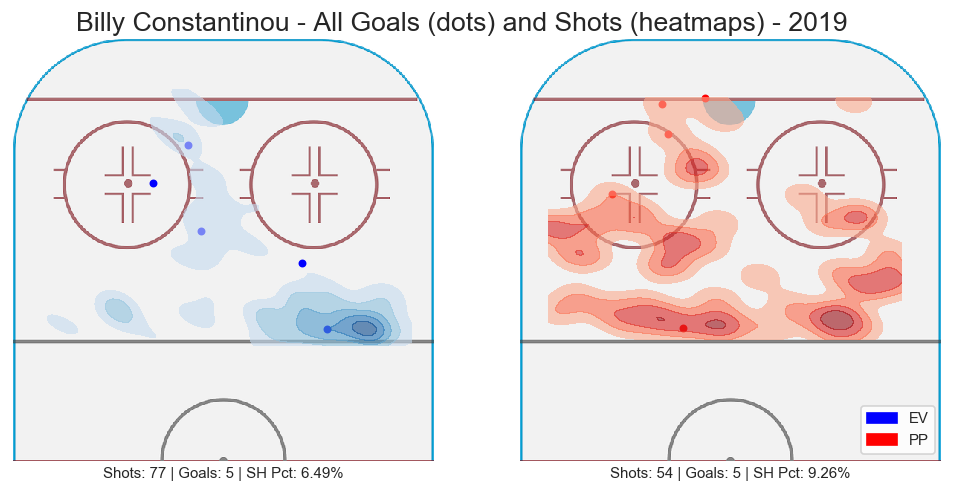 Billy Constantinou - All Goals (dots) and Shots (heatmaps) - 2019
EV
PP
Shots: 77 | Goals: 5 | SH Pct: 6.49%
Shots: 54 | Goals: 5 | SH Pct: 9.26%